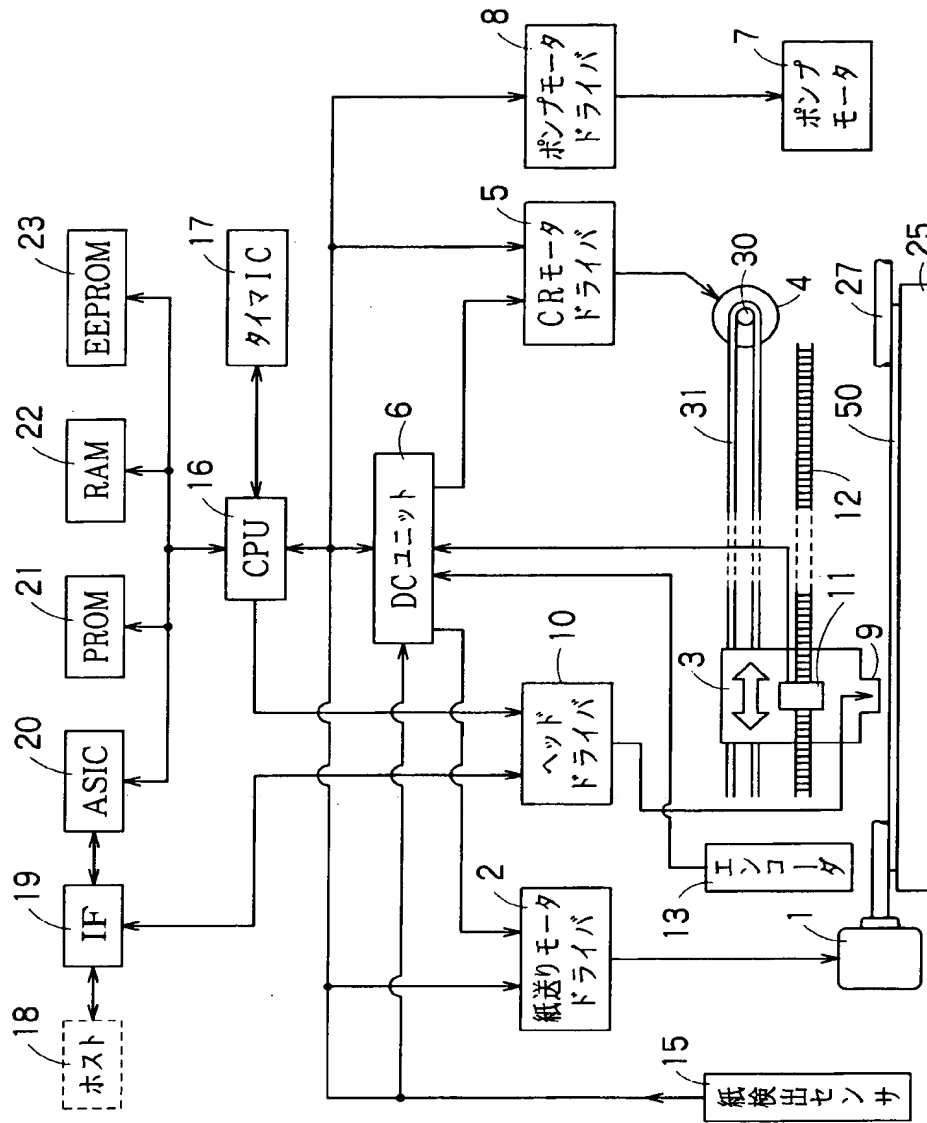 18
ホスト
19
IF
20
ASIC
21
PROM
22
RAM
23
EEPROM
16
CPU
17
タイマIC
6
DCユニット
2
紙送りモータ
ドライバ
10
ヘッド
ドライバ
5
CRモータ
ドライバ
8
ポンプモータ
ドライバ
7
ポンプ
モータ
15
紙検出センサ
13
エンコーダ
1
3
11
9
12
31
30
4
27
50
25